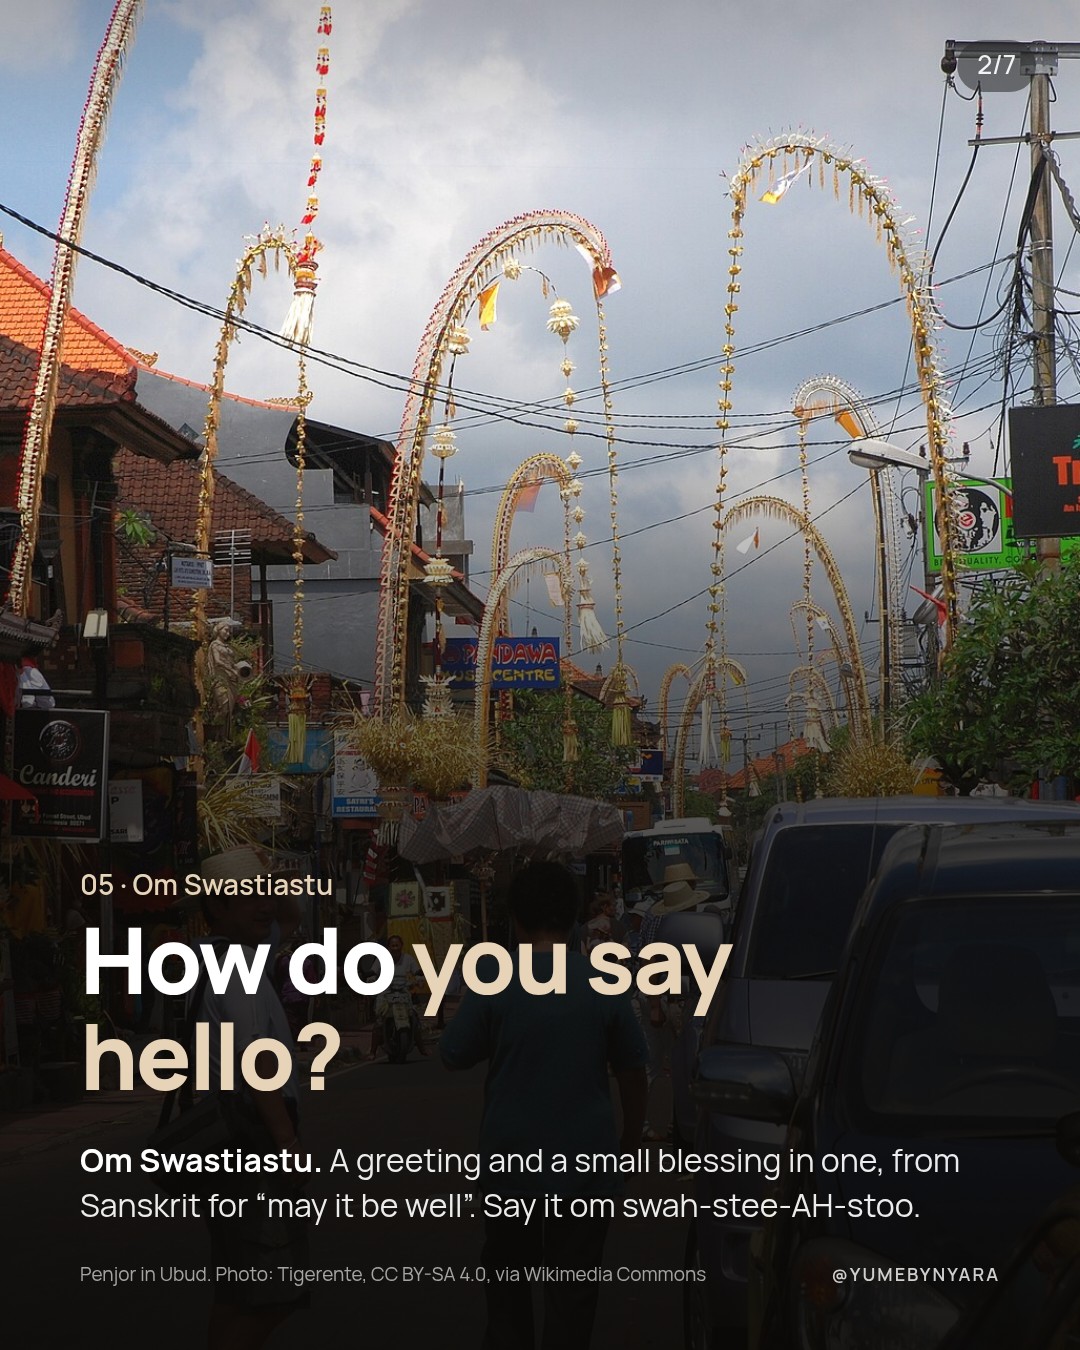 2/7
PANDAWA
CENTRE
Canderi
PARIWISATA
05 · Om Swastiastu
How do you say
hello?
Om Swastiastu. A greeting and a small blessing in one, from
Sanskrit for “may it be well”. Say it om swah-stee-AH-stoo.
Penjor in Ubud. Photo: Tigerente, CC BY-SA 4.0, via Wikimedia Commons
@YUMEBYNYARA